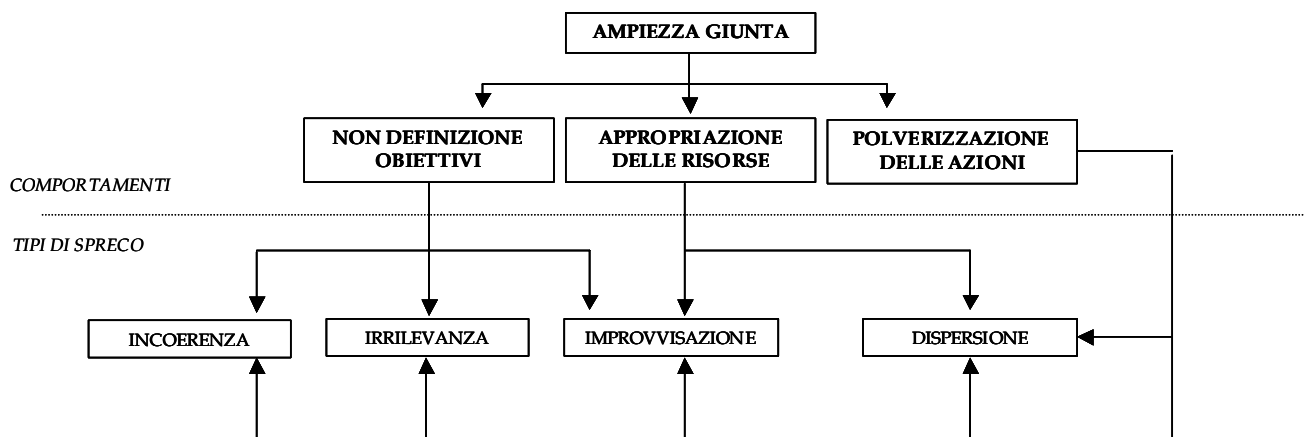 AMPIEZZA GIUNTA
NON DEFINIZIONE
OBIETTIVI
APPROPRIAZIONE
DELLE RISORSE
POLVERIZZAZIONE
DELLE AZIONI
COMPORTAMENTI
TIPI DI SPRECO
INCOERENZA
IRRILEVANZA
IMPROVVISAZIONE
DISPERSIONE